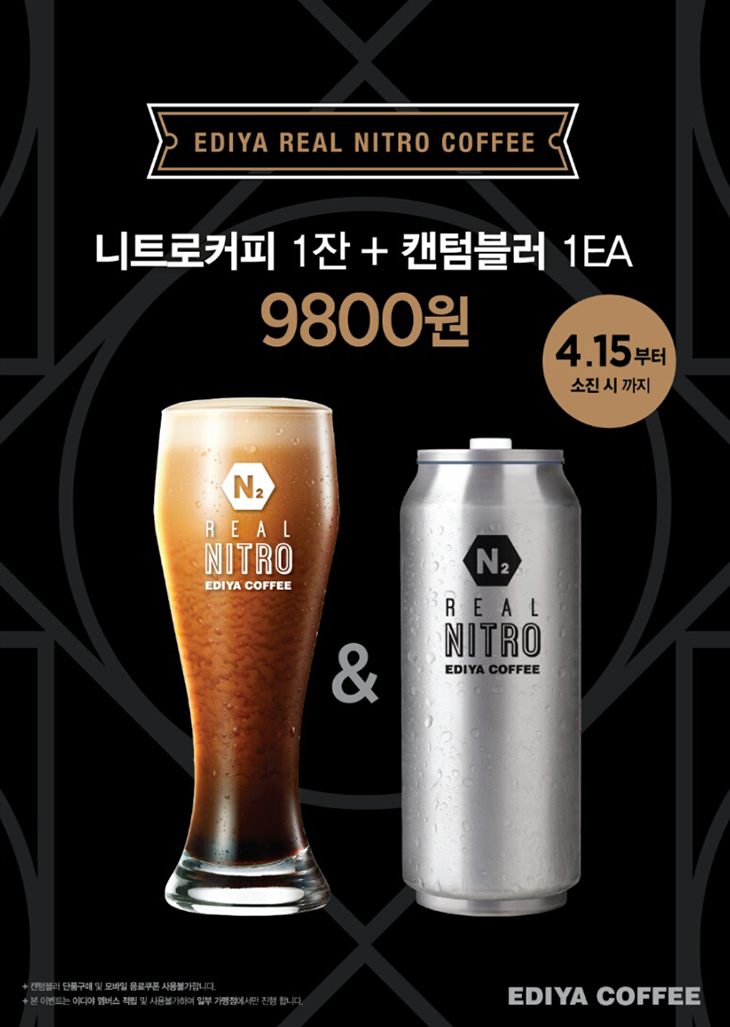 EDIYA REAL NITRO COFFEE
니트로커피 1잔 + 캔텀블러 1EA
9800원
4.15부터
소진 시 까지
N2
REAL
NITRO
EDIYA COFFEE
&
N2
REAL
NITRO
EDIYA COFFEE
+ 캔텀블러 단품구매 및 모바일 음료쿠폰 사용불가합니다.
+ 본 이벤트는 이디야 멤버스 적립 및 사용불가하며 일부 가맹점에서만 진행 합니다.
EDIYA COFFEE